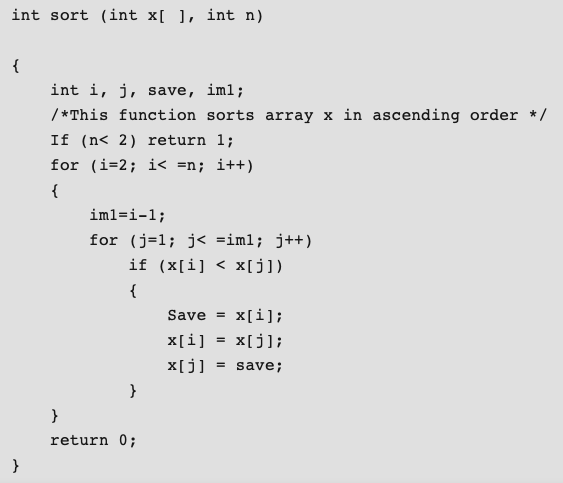 int sort (int x[ ], int n)
{
int i, j, save, im1;
/*This function sorts array x in ascending order */
If (n< 2) return 1;
for (i=2; i< =n; i++)
{
im1=i-1;
for (j=1; j< =im1; j++)
if (x[i] < x[j])
{
Save = x[i];
x[i] = x[j];
x[j] = save;
}
}
return 0;
}